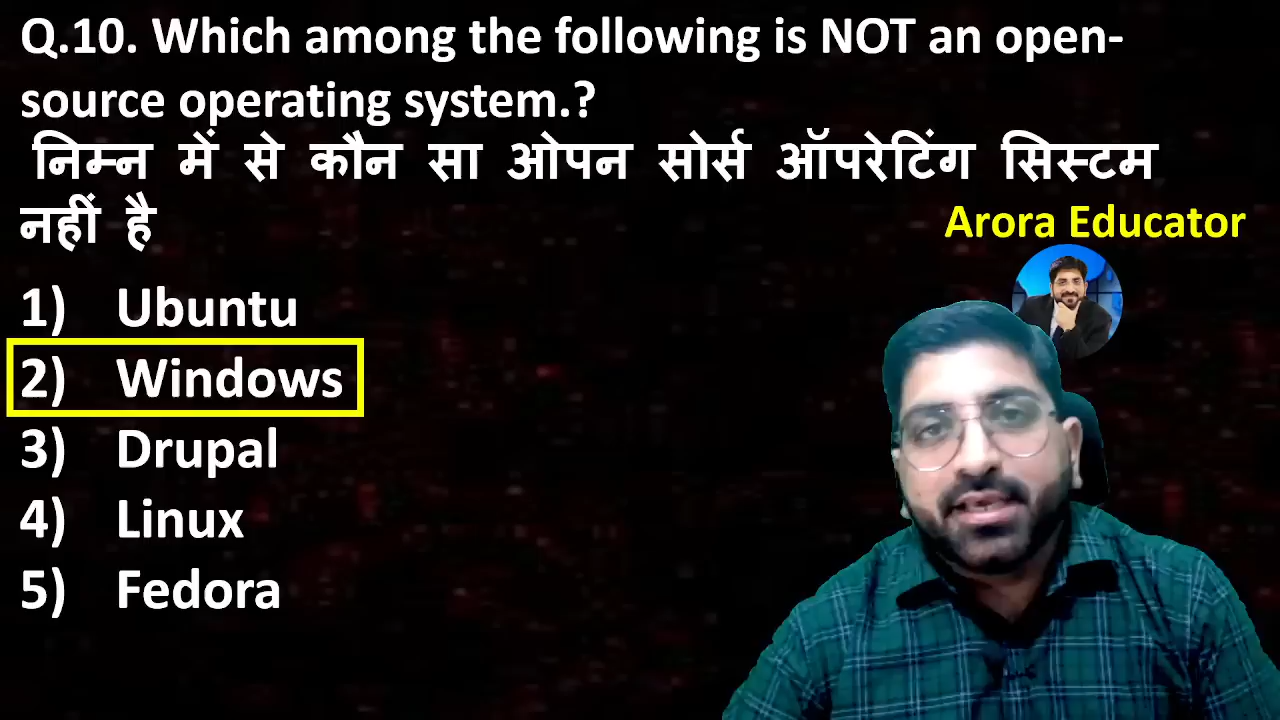 Q.10. Which among the following is NOT an open-
source operating system.?
निम्न में से कौन सा ओपन सोर्स ऑपरेटिंग सिस्टम
नहीं है
Arora Educator
1) Ubuntu
2) Windows
3) Drupal
4) Linux
5) Fedora